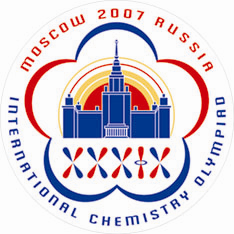 MOSCOW 2007 RUSSIA
XXXIX
INTERNATIONAL CHEMISTRY OLYMPIAD